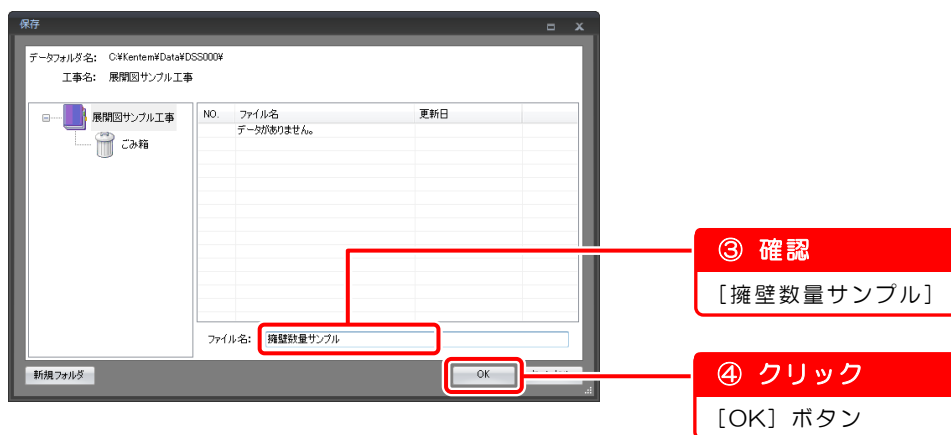 保存
データフォルダ名: C:¥Kentem¥Data¥DSS000¥
工事名: 展開図サンプル工事
展開図サンプル工事
ごみ箱
NO. ファイル名 更新日
データがありません。
ファイル名: 擁壁数量サンプル
新規フォルダ
OK
③ 確認
[擁壁数量サンプル]
④ クリック
[OK] ボタン